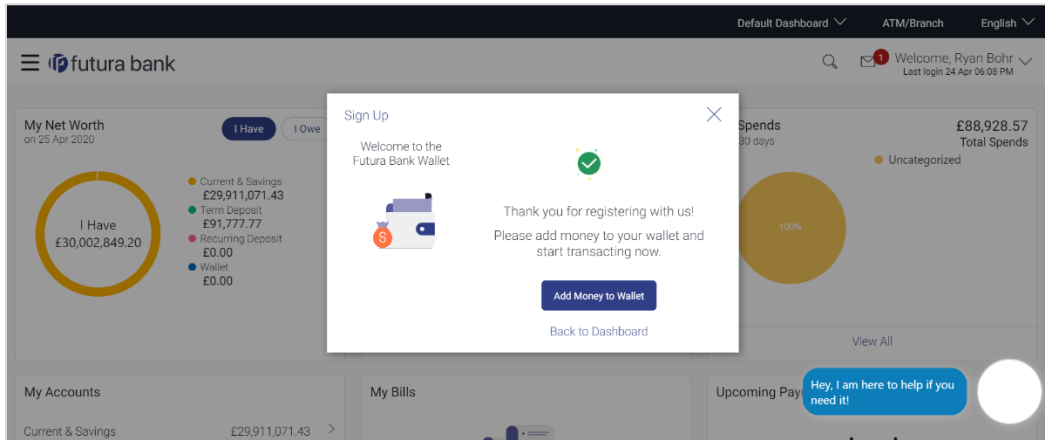 Default Dashboard
ATM/Branch
English
futura bank
1
Welcome, Ryan Bohr
Last login 24 Apr 06:08 PM
My Net Worth
on 25 Apr 2020
I Have
I Owe
I Have
£30,002,849.20
Current & Savings
£29,911,071.43
Term Deposit
£91,777.77
Recurring Deposit
£0.00
Wallet
£0.00
Sign Up
Welcome to the
Futura Bank Wallet
$
Thank you for registering with us!
Please add money to your wallet and
start transacting now.
Add Money to Wallet
Back to Dashboard
Spends
30 days
£88,928.57
Total Spends
Uncategorized
100%
View All
My Accounts
Current & Savings
£29,911,071.43
My Bills
Upcoming Pay
Hey, I am here to help if you
need it!